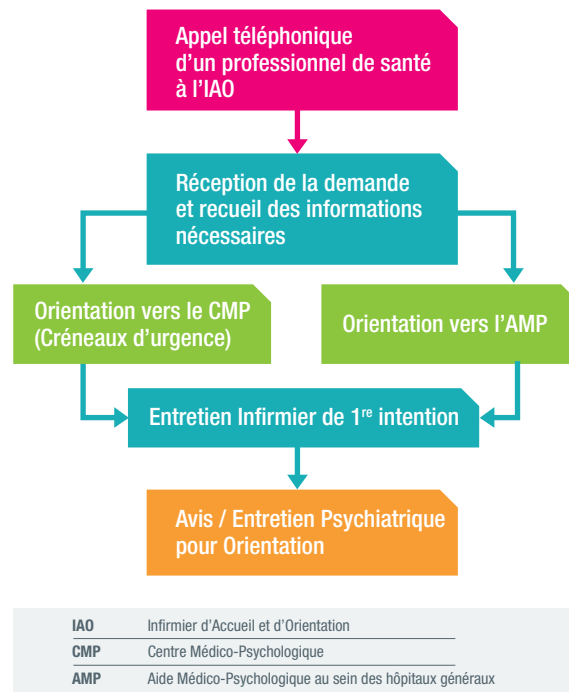 Appel téléphonique
d'un professionnel de santé
à l'IAO
Réception de la demande
et recueil des informations
nécessaires
Orientation vers le CMP
(Créneaux d'urgence)
Orientation vers l'AMP
Entretien Infirmier de 1re intention
Avis / Entretien Psychiatrique
pour Orientation
IAO Infirmier d'Accueil et d'Orientation
CMP Centre Médico-Psychologique
AMP Aide Médico-Psychologique au sein des hôpitaux généraux